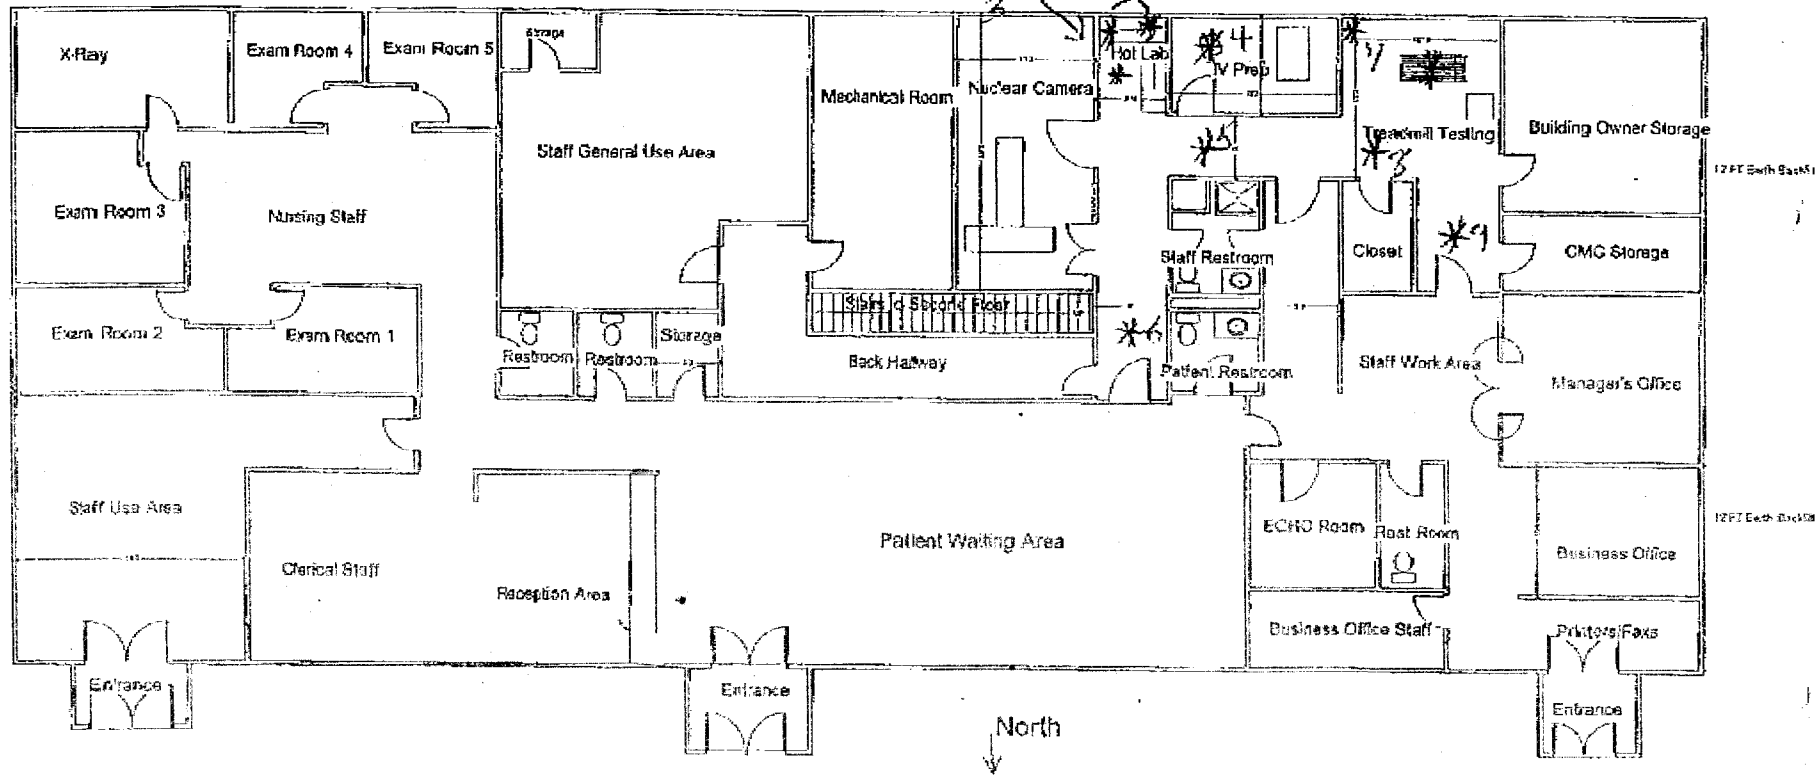 X-Ray
Exam Room 4
Exam Room 5
Storage
Hot Lab
4
IV Prep
Nuclear Camera
Mechanical Room
Staff General Use Area
Treadmill Testing
Building Owner Storage
Exam Room 3
Nursing Staff
5
3
Closet
9
CMG Storage
Staff Restroom
Stairs to Second Floor
Exam Room 2
Exam Room 1
Restroom
Restroom
Storage
Back Hallway
6
Patient Restroom
Staff Work Area
Manager's Office
Staff Use Area
Clerical Staff
Reception Area
Patient Waiting Area
ECHO Room
Rest Room
Business Office
Business Office Staff
Printers/Faxs
Entrance
Entrance
Entrance
North